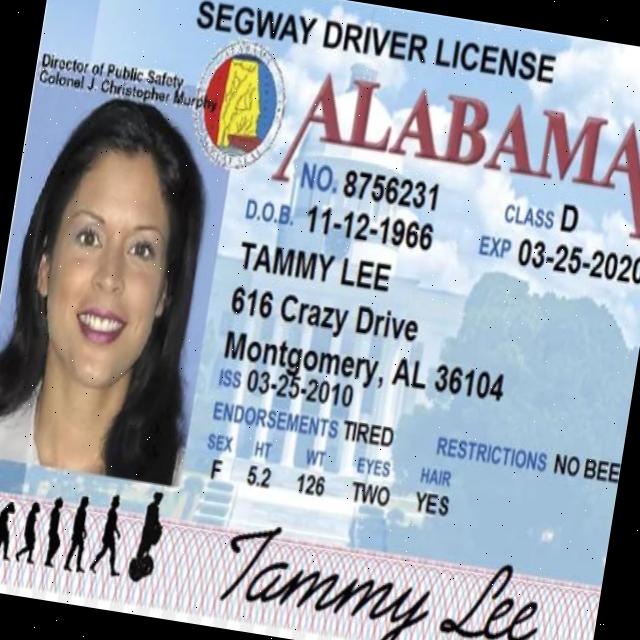 SEGWAY DRIVER LICENSE
Director of Public Safety
Colonel J. Christopher Murphy
ALABAMA
NO. 8756231
CLASS D
D.O.B. 11-12-1966
EXP 03-25-2020
TAMMY LEE
616 Crazy Drive
Montgomery, AL 36104
ISS 03-25-2010
ENDORSEMENTS TIRED
RESTRICTIONS NO BEE
SEX HT WT EYES HAIR
F 5.2 126 TWO YES
Tammy Lee